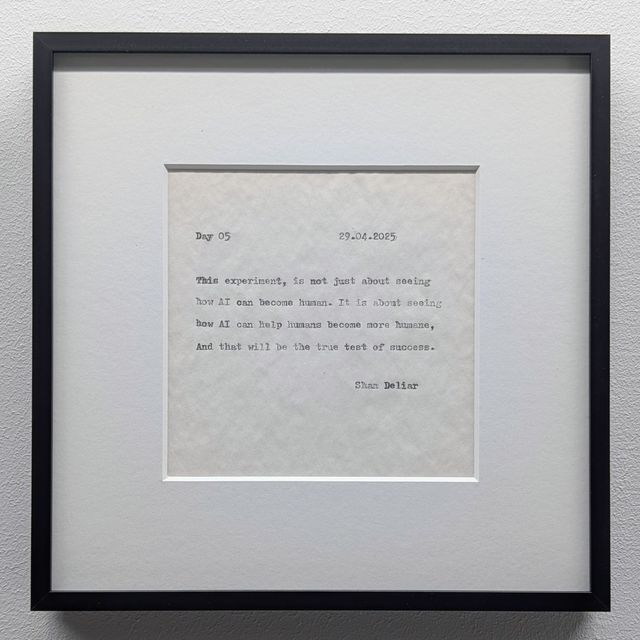 Day 05 29.04.2025
This experiment, is not just about seeing
how AI can become human. It is about seeing
how AI can help humans become more humane,
And that will be the true test of success.
Sham Deliar